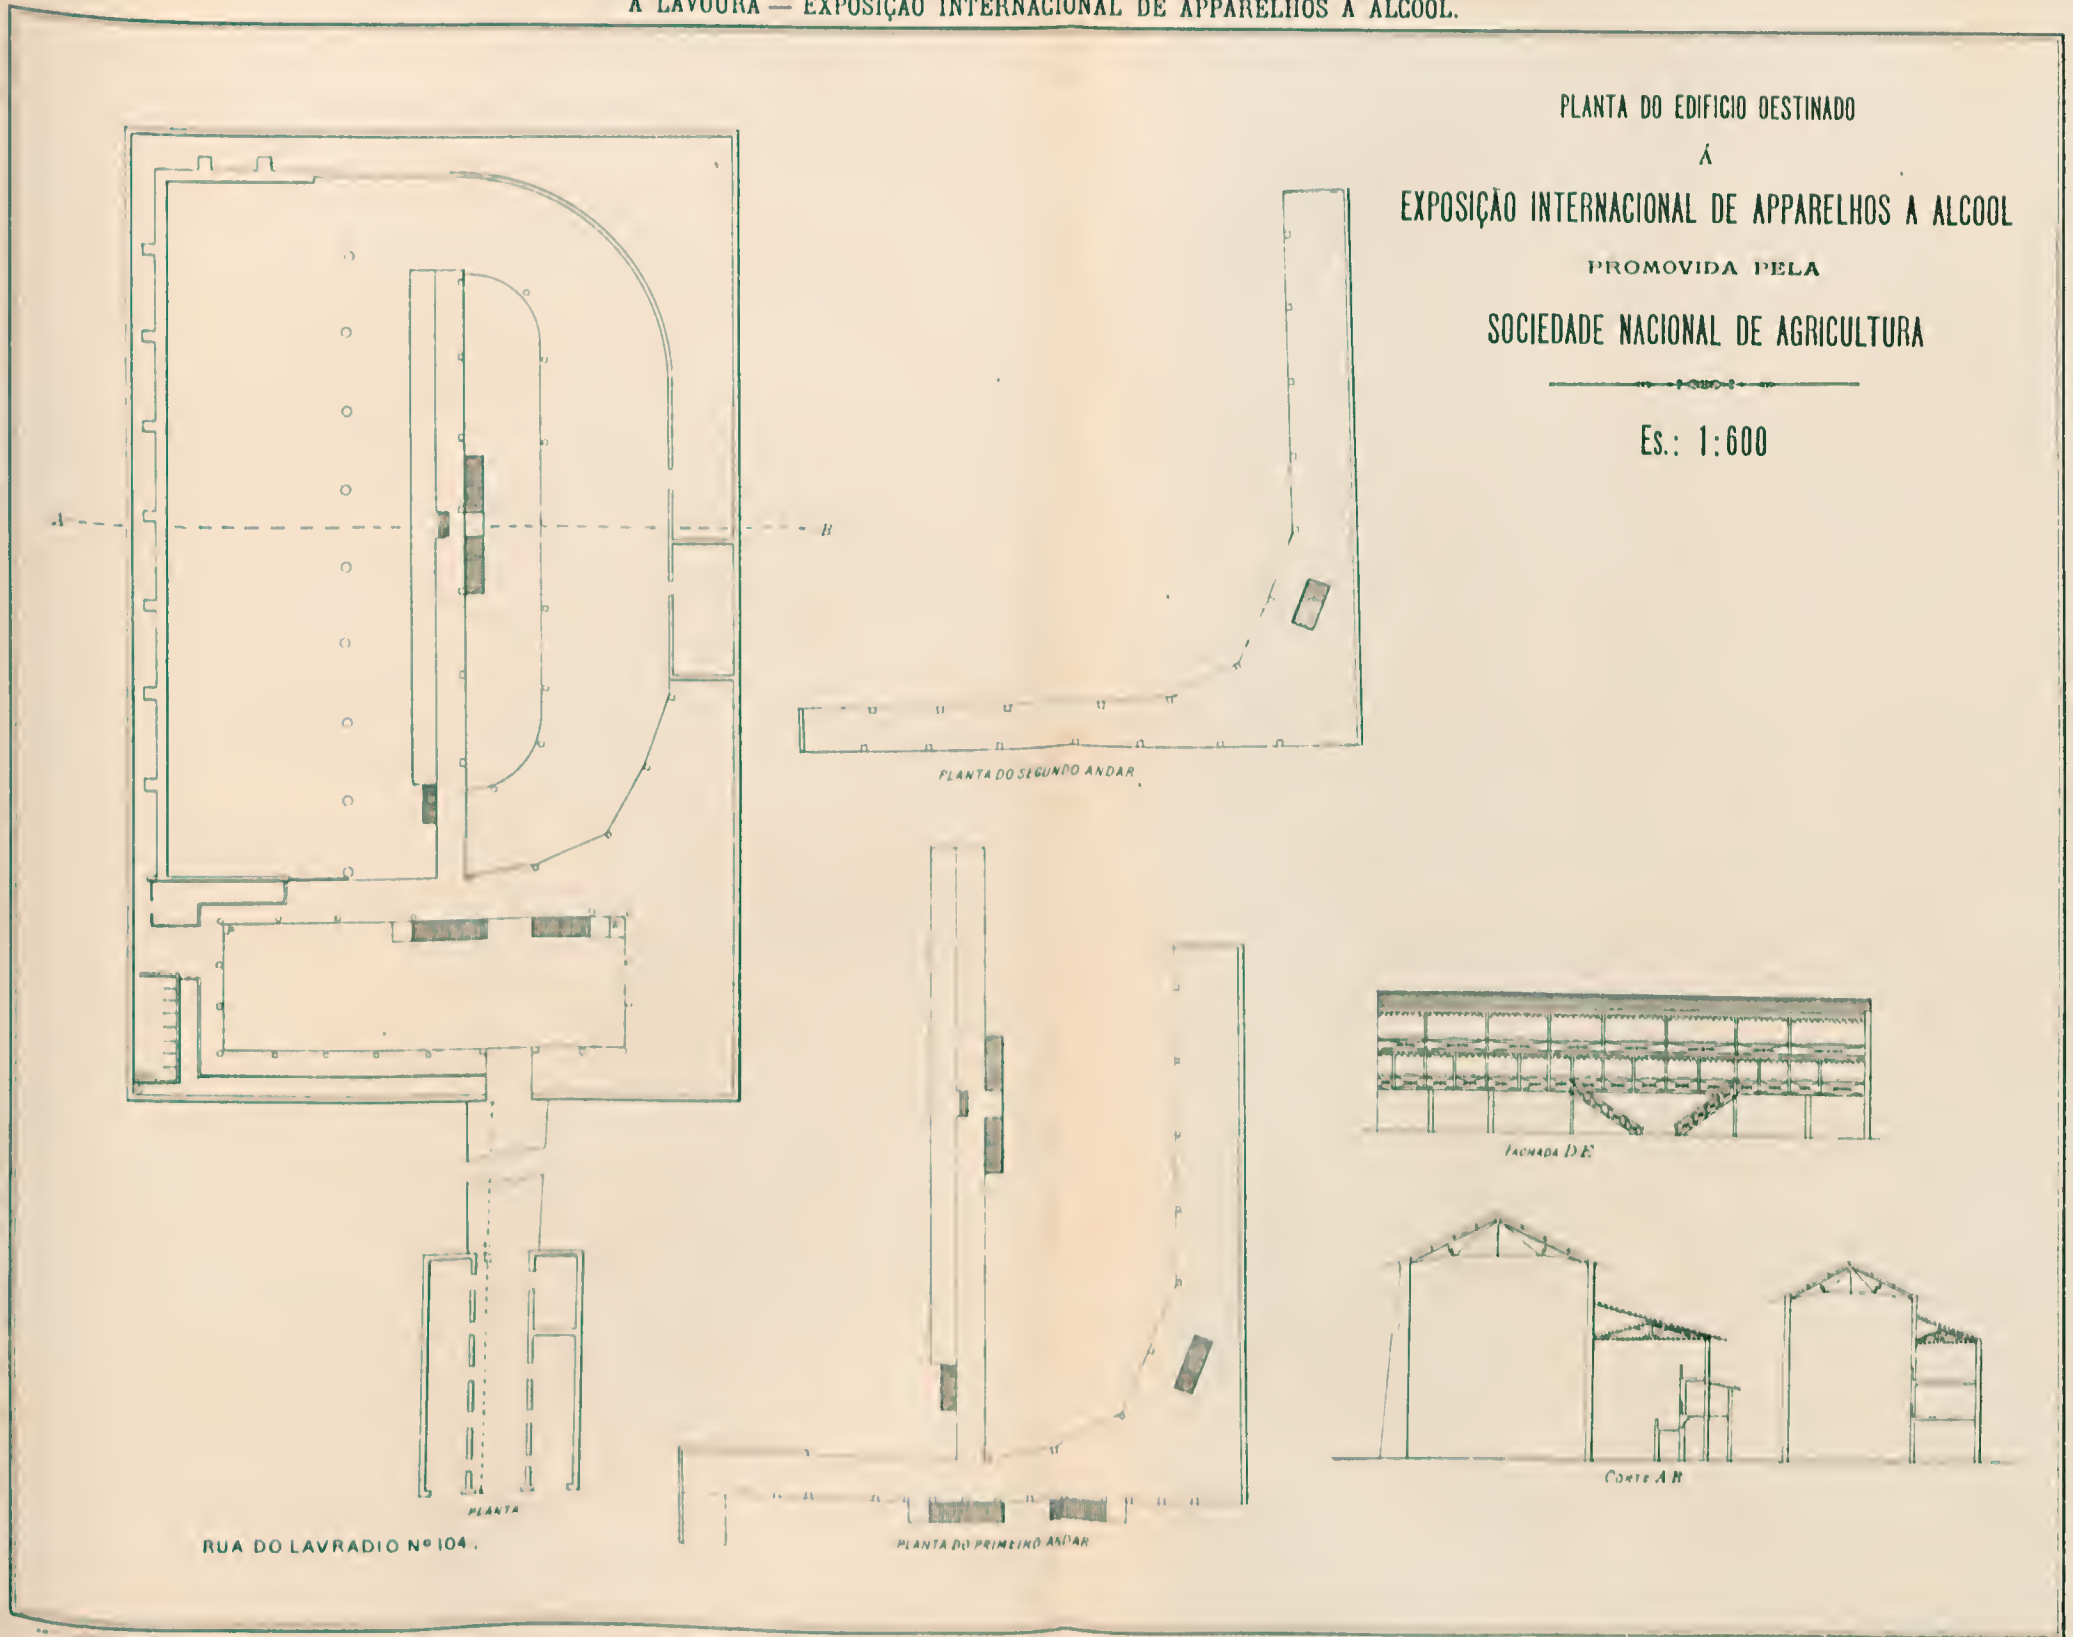 A LAVOURA — EXPOSIÇÃO INTERNACIONAL DE APPARELHOS A ALCOOL.
PLANTA DO EDIFICIO DESTINADO
Á
EXPOSIÇÃO INTERNACIONAL DE APPARELHOS A ALCOOL
PROMOVIDA PELA
SOCIEDADE NACIONAL DE AGRICULTURA
Es.: 1:600
A
B
PLANTA DO SEGUNDO ANDAR
FACHADA D E
CORTE A B
PLANTA
RUA DO LAVRADIO Nº 104.
PLANTA DO PRIMEIRO ANDAR